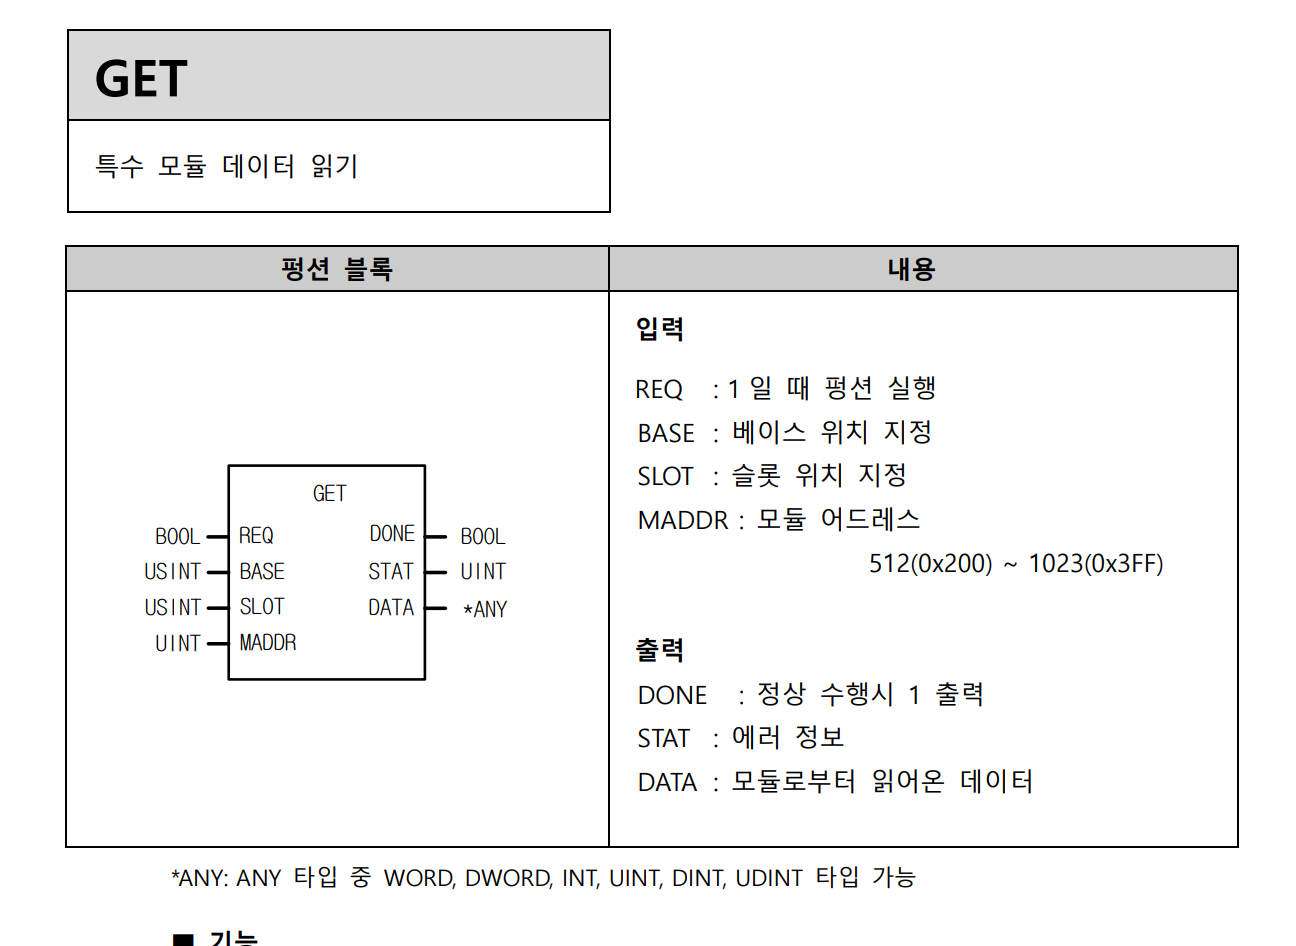 GET
특수 모듈 데이터 읽기
펑션 블록
내용
GET
BOOL REQ DONE BOOL
USINT BASE STAT UINT
USINT SLOT DATA *ANY
UINT MADDR
입력
REQ : 1 일 때 펑션 실행
BASE : 베이스 위치 지정
SLOT : 슬롯 위치 지정
MADDR : 모듈 어드레스
512(0x200) ~ 1023(0x3FF)
출력
DONE : 정상 수행시 1 출력
STAT : 에러 정보
DATA : 모듈로부터 읽어온 데이터
*ANY: ANY 타입 중 WORD, DWORD, INT, UINT, DINT, UDINT 타입 가능
■ 기능